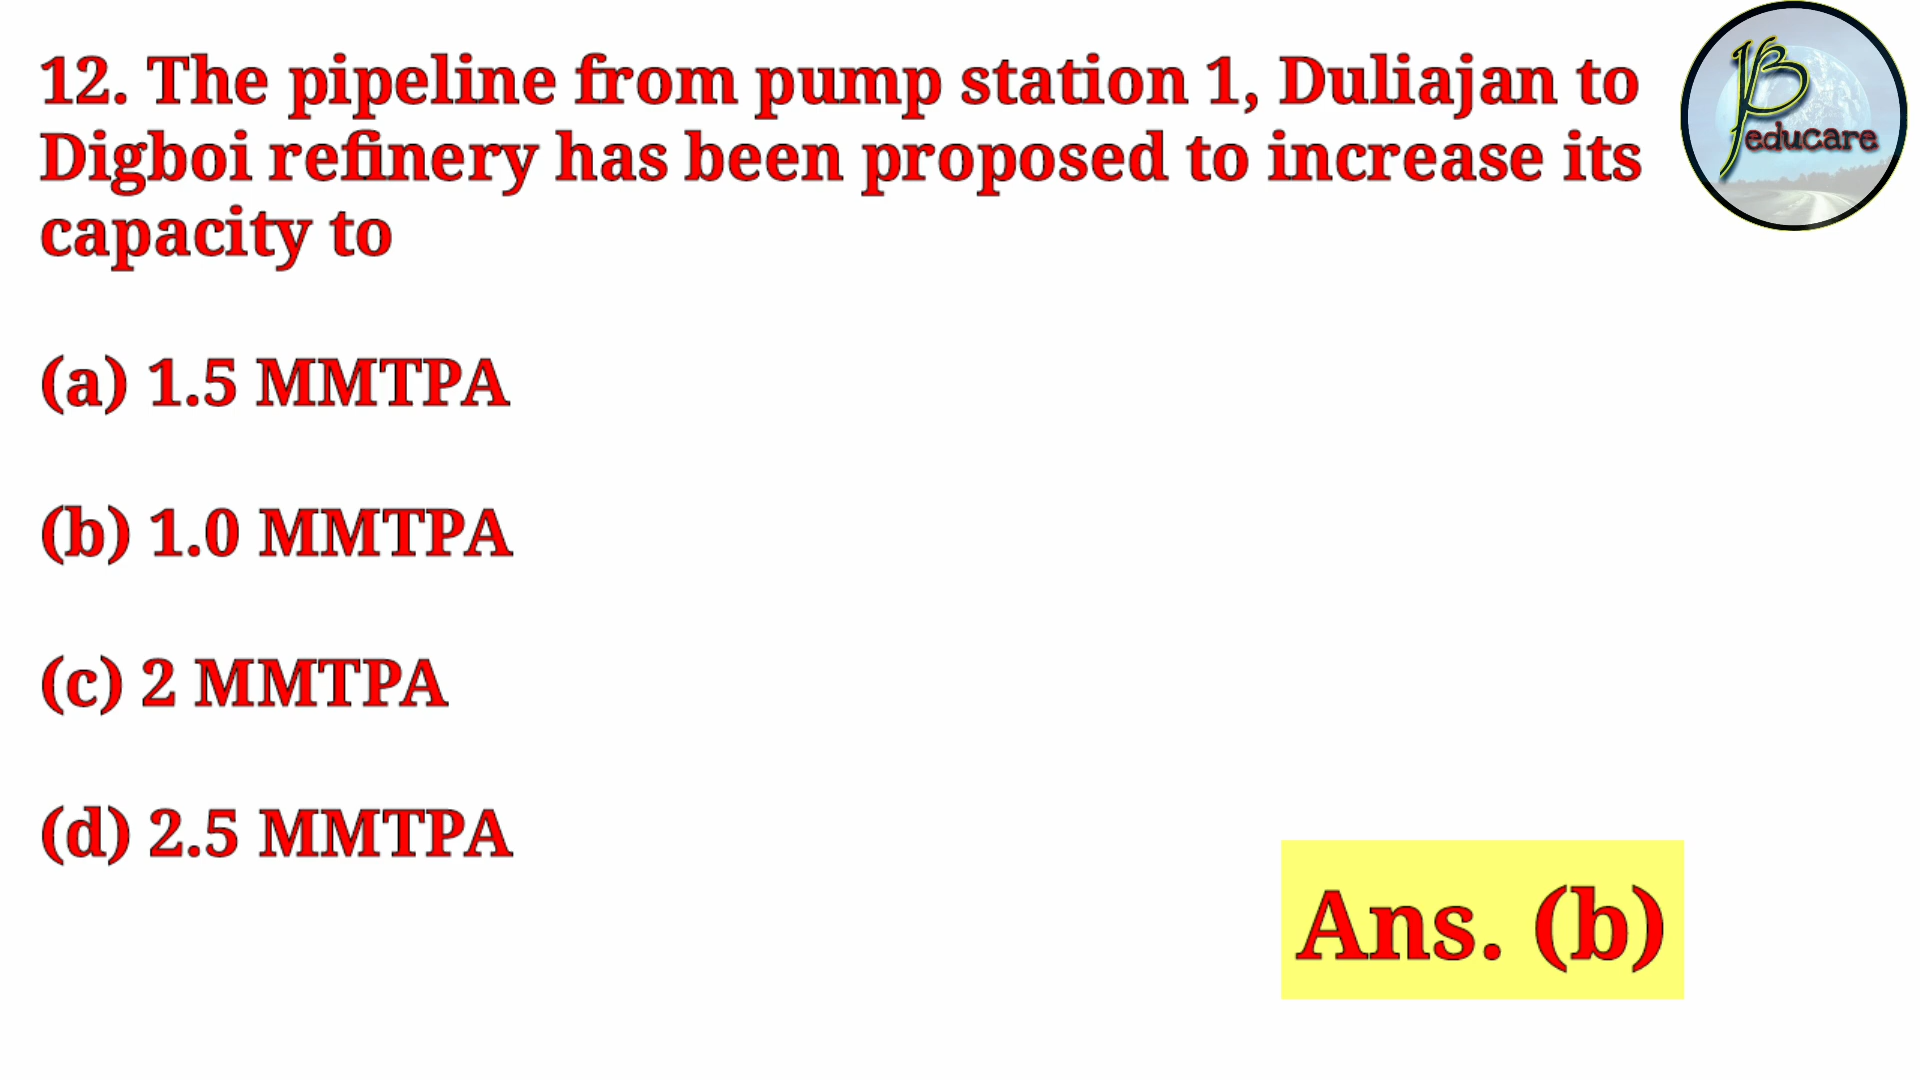 12. The pipeline from pump station 1, Duliajan to
Digboi refinery has been proposed to increase its
capacity to
(a) 1.5 MMTPA
(b) 1.0 MMTPA
(c) 2 MMTPA
(d) 2.5 MMTPA
Ans. (b)
educare